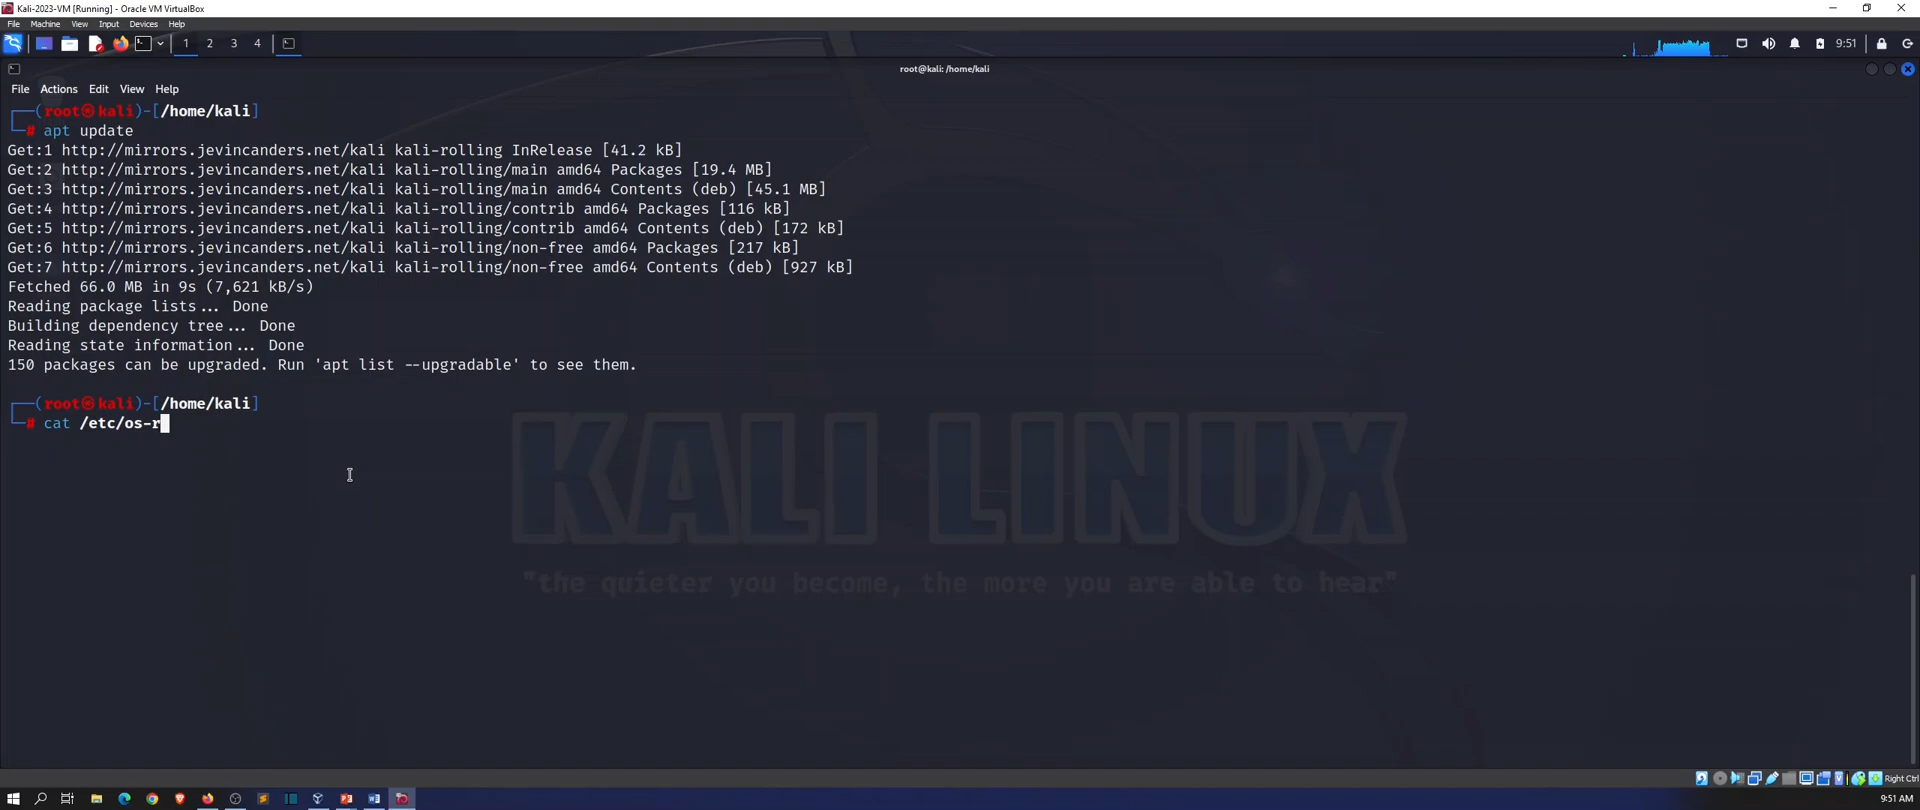 Kali-2023-VM [Running] - Oracle VM VirtualBox
File Machine View Input Devices Help
1 2 3 4 9:51
root@kali: /home/kali
File Actions Edit View Help
┌──(root㉿kali)-[/home/kali]
└─# apt update
Get:1 http://mirrors.jevincanders.net/kali kali-rolling InRelease [41.2 kB]
Get:2 http://mirrors.jevincanders.net/kali kali-rolling/main amd64 Packages [19.4 MB]
Get:3 http://mirrors.jevincanders.net/kali kali-rolling/main amd64 Contents (deb) [45.1 MB]
Get:4 http://mirrors.jevincanders.net/kali kali-rolling/contrib amd64 Packages [116 kB]
Get:5 http://mirrors.jevincanders.net/kali kali-rolling/contrib amd64 Contents (deb) [172 kB]
Get:6 http://mirrors.jevincanders.net/kali kali-rolling/non-free amd64 Packages [217 kB]
Get:7 http://mirrors.jevincanders.net/kali kali-rolling/non-free amd64 Contents (deb) [927 kB]
Fetched 66.0 MB in 9s (7,621 kB/s)
Reading package lists... Done
Building dependency tree... Done
Reading state information... Done
150 packages can be upgraded. Run 'apt list --upgradable' to see them.
┌──(root㉿kali)-[/home/kali]
└─# cat /etc/os-r
KALI LINUX
"the quieter you become, the more you are able to hear"
Right Ctrl
9:51 AM